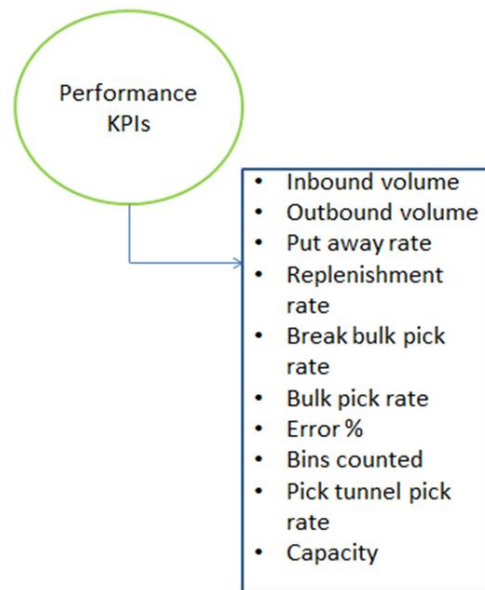 Performance
KPIs
• Inbound volume
• Outbound volume
• Put away rate
• Replenishment
rate
• Break bulk pick
rate
• Bulk pick rate
• Error %
• Bins counted
• Pick tunnel pick
rate
• Capacity